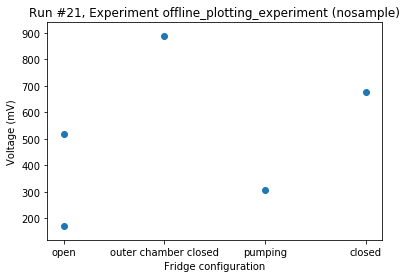 Run #21, Experiment offline_plotting_experiment (nosample)
Voltage (mV)
900
800
700
600
500
400
300
200
open outer chamber closed pumping closed
Fridge configuration